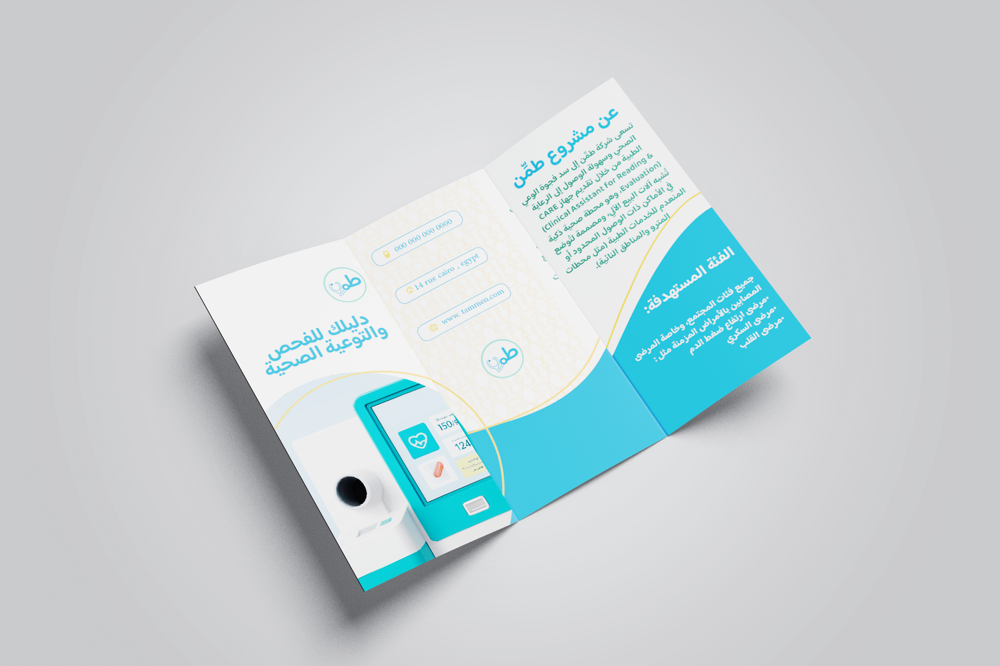 عن مشروع طمِّن
تسعى شركة طمِّن إلى سد فجوة الوعي
الصحي وسهولة الوصول إلى الرعاية
الطبية من خلال تقديم جهاز CARE
(Clinical Assistant For Reading &
Evaluation)، وهو محطة صحية ذكية
تُشبه آلات البيع الآلي، ومصممة لتُوضع
في الأماكن ذات الوصول المحدود أو
المنعدم للخدمات الطبية (مثل محطات
المترو والمناطق النائية).
الفئة المستهدفة:
جميع فئات المجتمع، وخاصة المرضى
المصابين بالأمراض المزمنة مثل :
•مرضى ارتفاع ضغط الدم
•مرضى السكري
•مرضى القلب
000 000 000 0000
14 rue cairo , egypt
www. tammen.com
طمن
طمن
دليلك للفحص
والتوعية الصحية
150/9
124